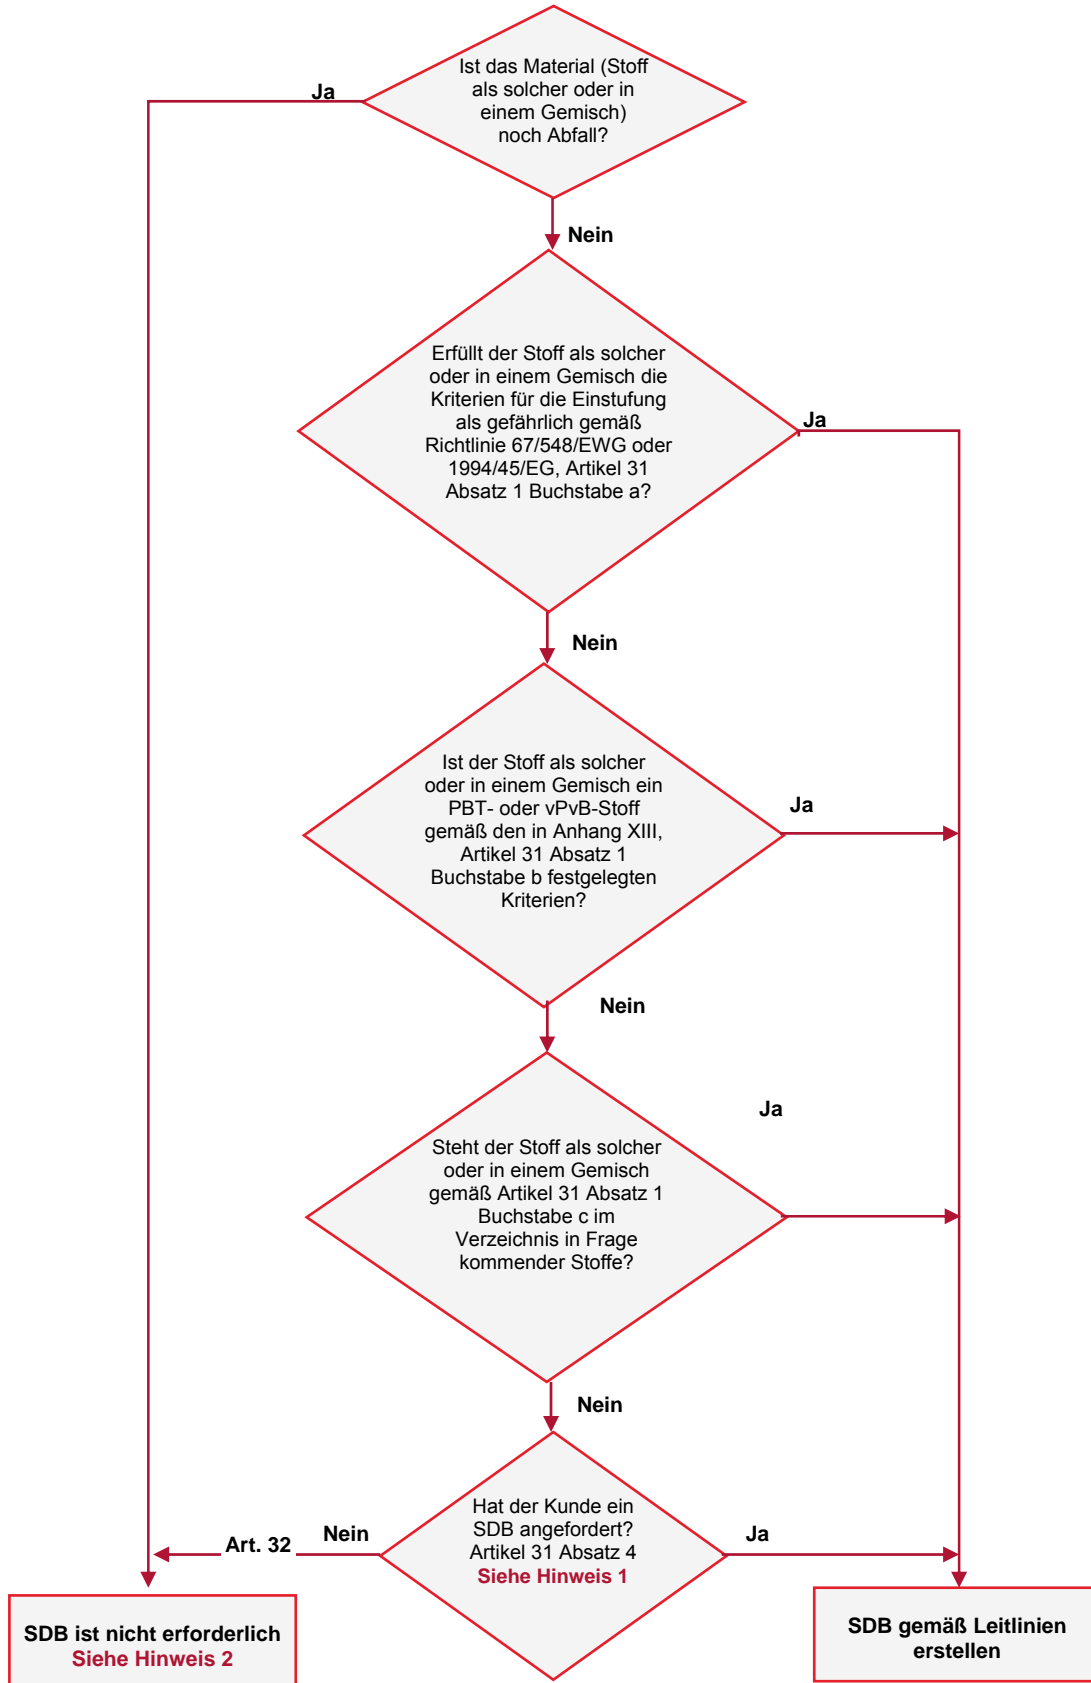 Ist das Material (Stoff
als solcher oder in
einem Gemisch)
noch Abfall?
Ja
Nein
Erfüllt der Stoff als solcher
oder in einem Gemisch die
Kriterien für die Einstufung
als gefährlich gemäß
Richtlinie 67/548/EWG oder
1994/45/EG, Artikel 31
Absatz 1 Buchstabe a?
Ja
Nein
Ist der Stoff als solcher
oder in einem Gemisch ein
PBT- oder vPvB-Stoff
gemäß den in Anhang XIII,
Artikel 31 Absatz 1
Buchstabe b festgelegten
Kriterien?
Ja
Nein
Steht der Stoff als solcher
oder in einem Gemisch
gemäß Artikel 31 Absatz 1
Buchstabe c im
Verzeichnis in Frage
kommender Stoffe?
Ja
Nein
Hat der Kunde ein
SDB angefordert?
Artikel 31 Absatz 4
Siehe Hinweis 1
Art. 32
Nein
Ja
SDB ist nicht erforderlich
Siehe Hinweis 2
SDB gemäß Leitlinien
erstellen